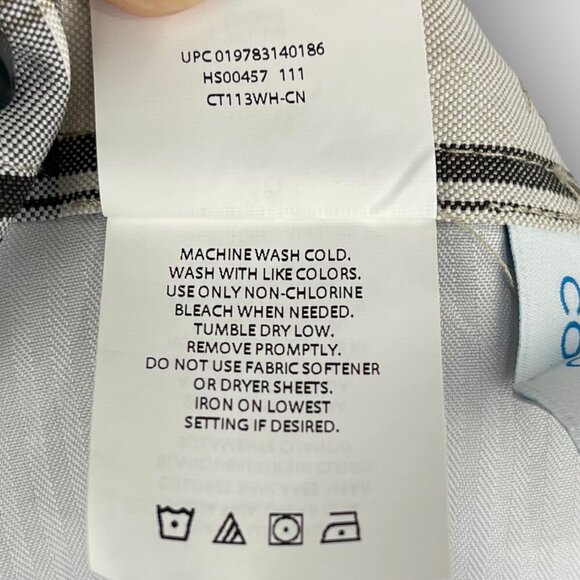 UPC 019783140186
HS00457 111
CT113WH-CN
MACHINE WASH COLD.
WASH WITH LIKE COLORS.
USE ONLY NON-CHLORINE
BLEACH WHEN NEEDED.
TUMBLE DRY LOW.
REMOVE PROMPTLY.
DO NOT USE FABRIC SOFTENER
OR DRYER SHEETS.
IRON ON LOWEST
SETTING IF DESIRED.